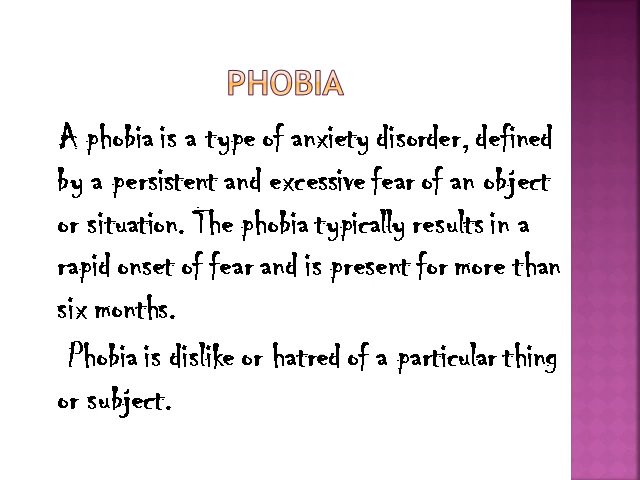 PHOBIA
A phobia is a type of anxiety disorder, defined
by a persistent and excessive fear of an object
or situation. The phobia typically results in a
rapid onset of fear and is present for more than
six months.
Phobia is dislike or hatred of a particular thing
or subject.